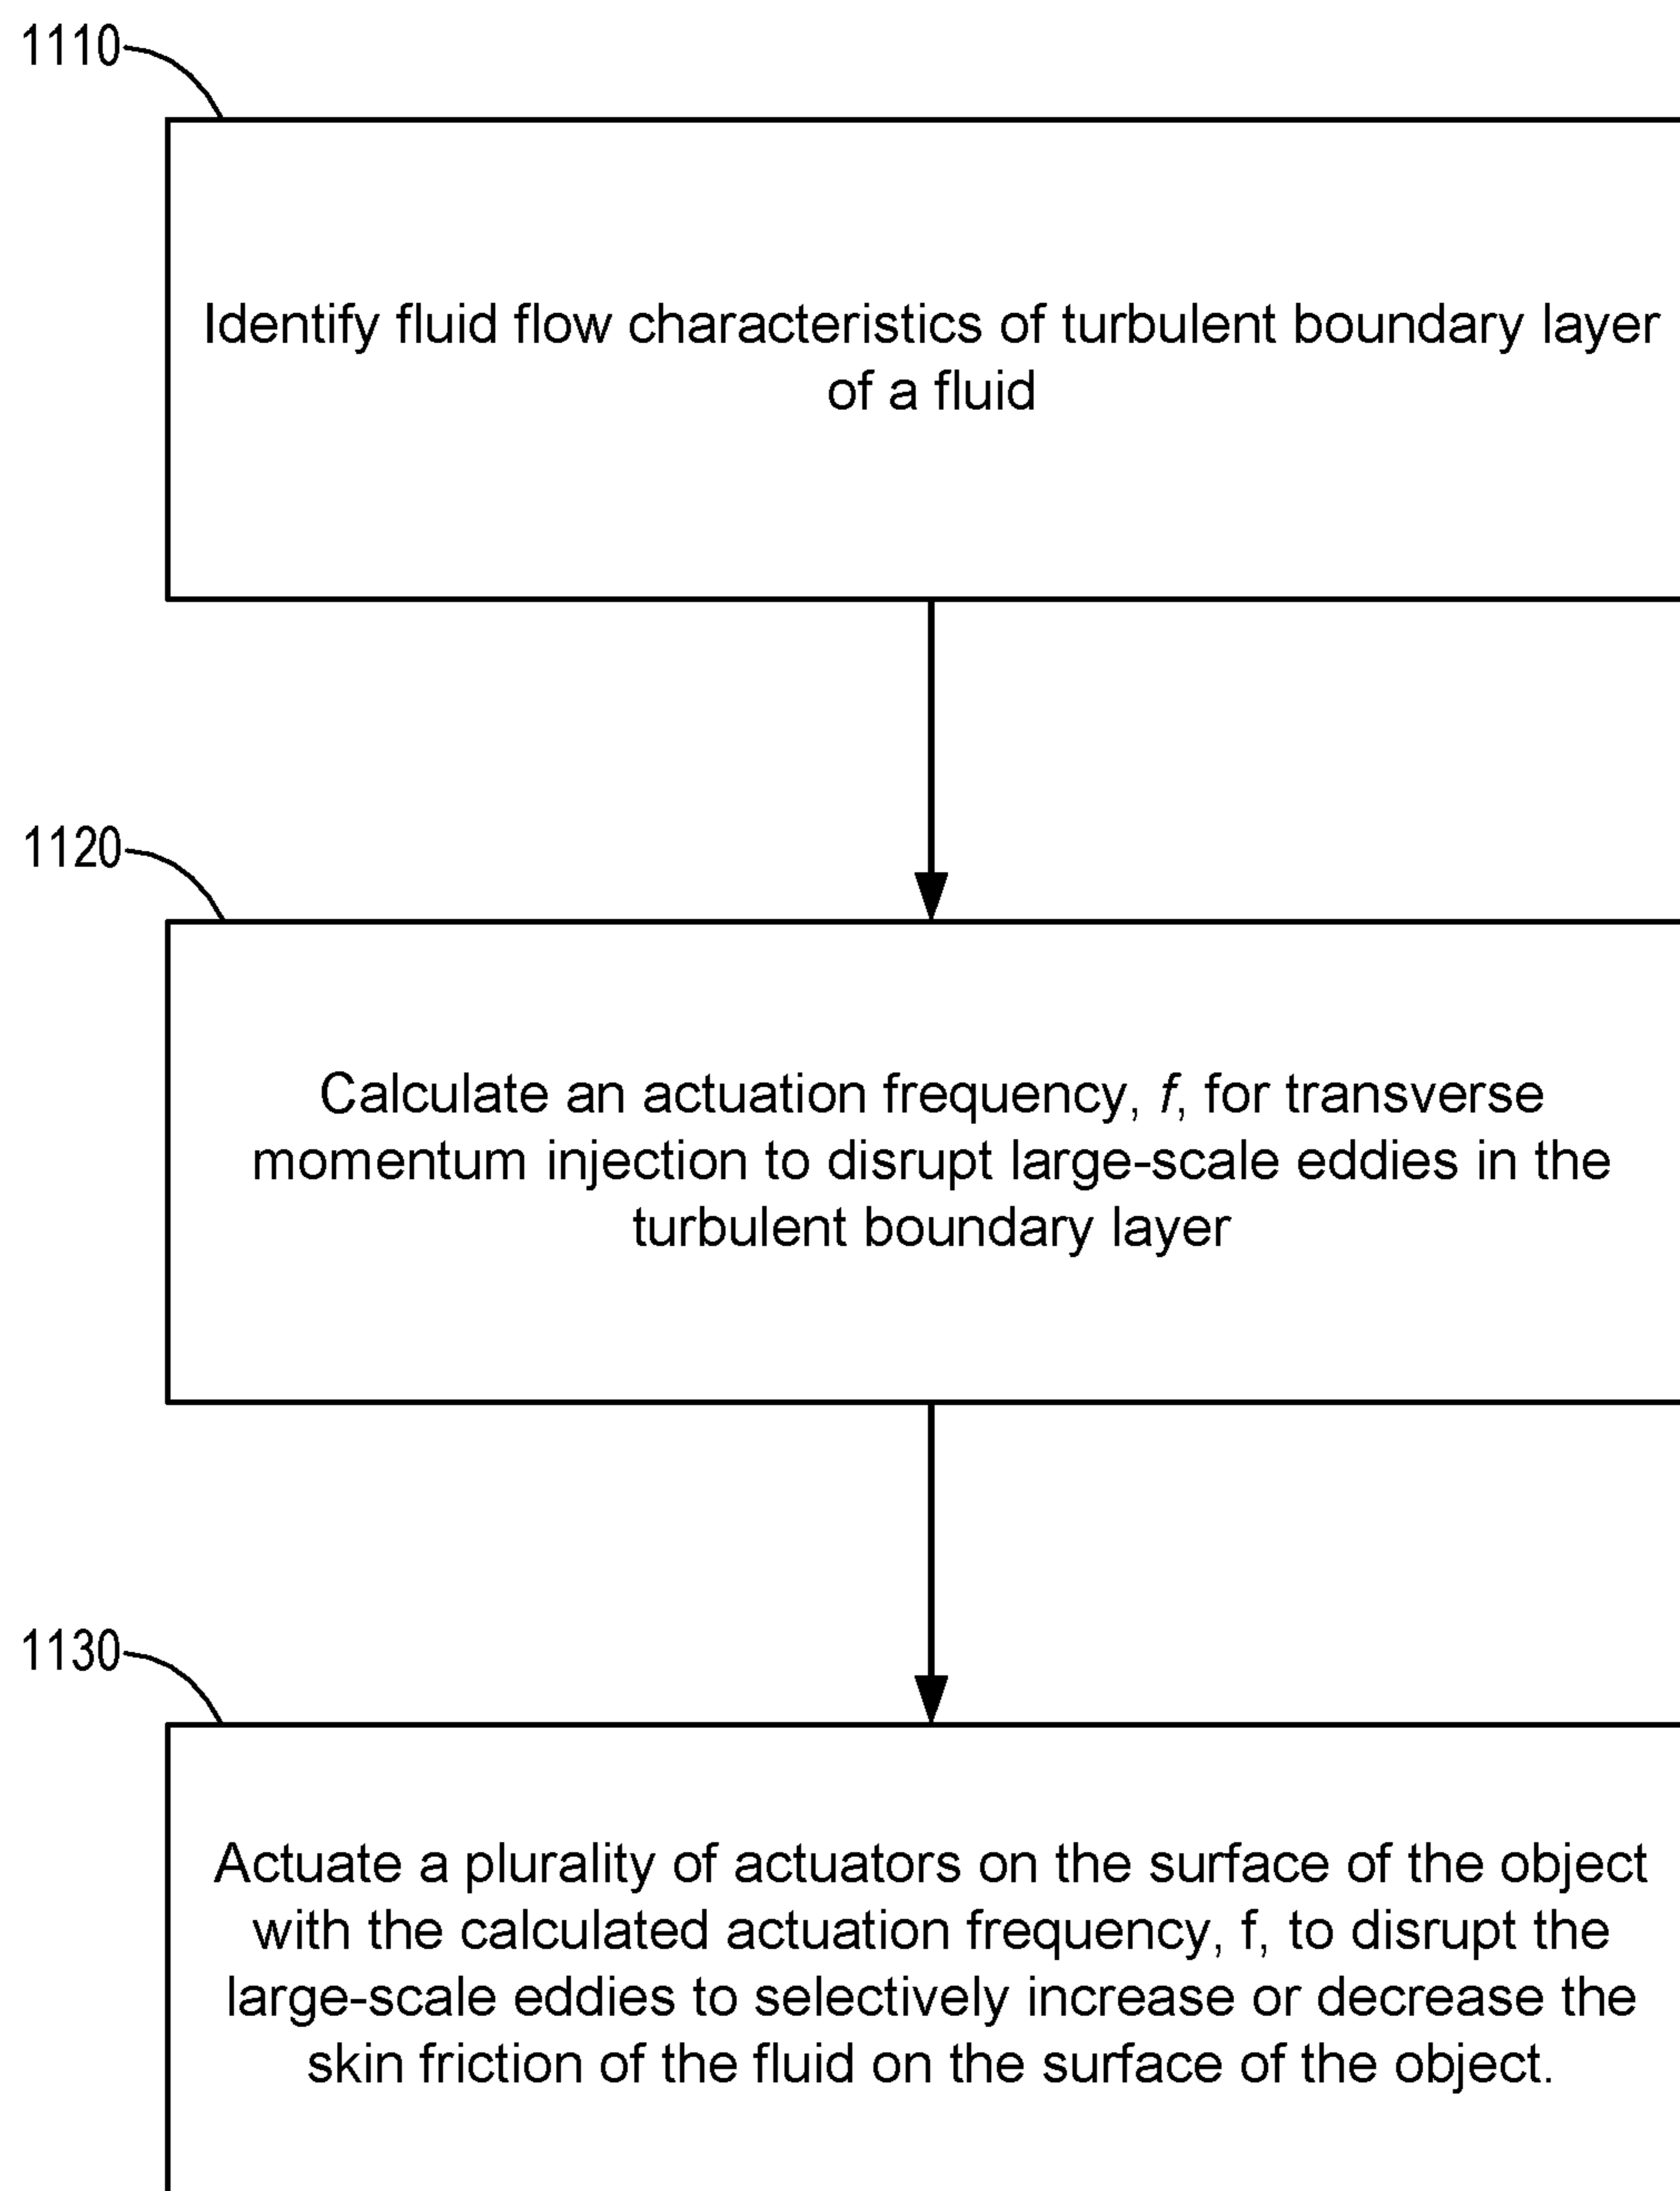 1110
Identify fluid flow characteristics of turbulent boundary layer
of a fluid
1120
Calculate an actuation frequency, f, for transverse
momentum injection to disrupt large-scale eddies in the
turbulent boundary layer
1130
Actuate a plurality of actuators on the surface of the object
with the calculated actuation frequency, f, to disrupt the
large-scale eddies to selectively increase or decrease the
skin friction of the fluid on the surface of the object.